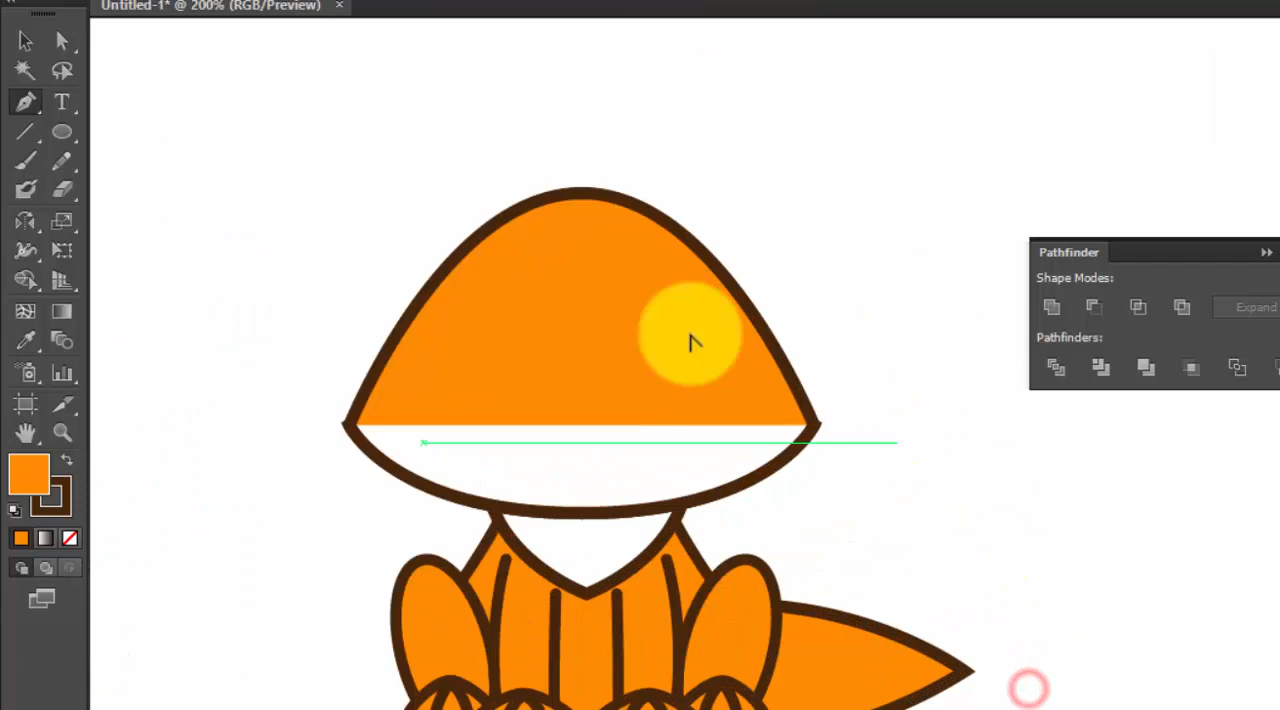 Untitled-1* @ 200% (RGB/Preview) ×
T
Pathfinder
Shape Modes:
Expand
Pathfinders: